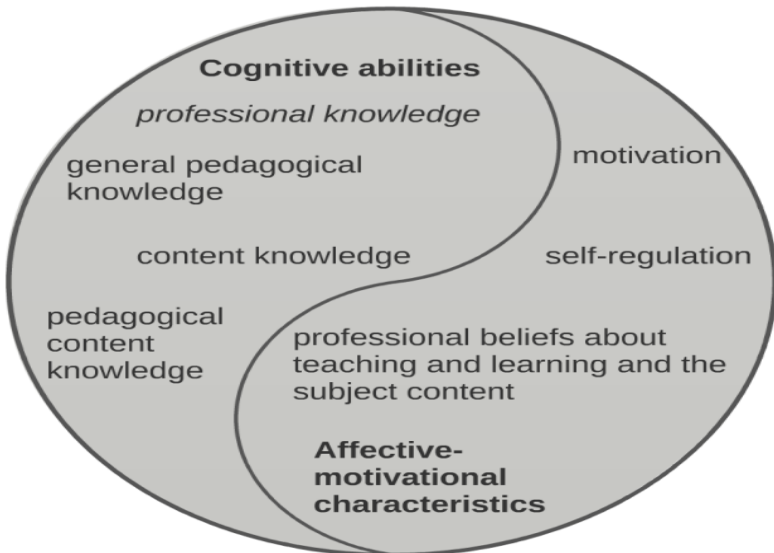 Cognitive abilities
professional knowledge
general pedagogical
knowledge
content knowledge
pedagogical
content
knowledge
motivation
self-regulation
professional beliefs about
teaching and learning and the
subject content
Affective-
motivational
characteristics